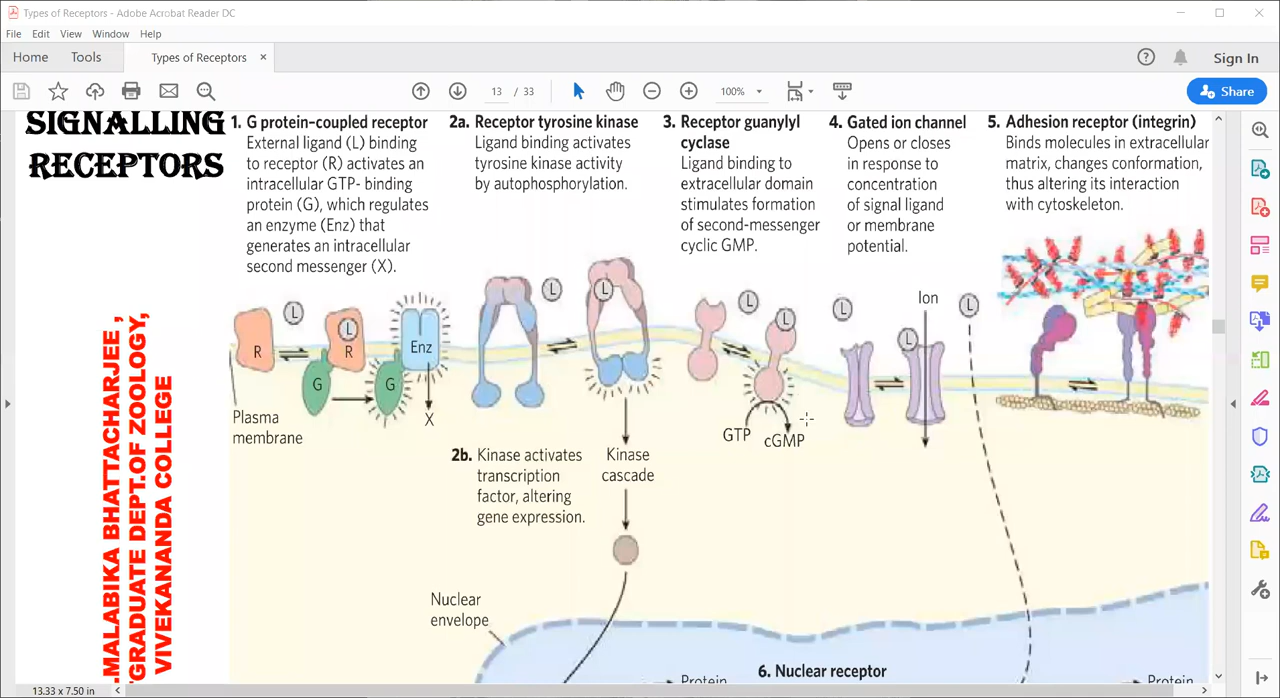 Types of Receptors - Adobe Acrobat Reader DC
File Edit View Window Help
Home Tools Types of Receptors × Sign In
13 / 33 100% Share
SIGNALLING
RECEPTORS
.MALABIKA BHATTACHARJEE ,
GRADUATE DEPT.OF ZOOLOGY,
VIVEKANANDA COLLEGE
1. G protein-coupled receptor
External ligand (L) binding
to receptor (R) activates an
intracellular GTP- binding
protein (G), which regulates
an enzyme (Enz) that
generates an intracellular
second messenger (X).
2a. Receptor tyrosine kinase
Ligand binding activates
tyrosine kinase activity
by autophosphorylation.
3. Receptor guanylyl
cyclase
Ligand binding to
extracellular domain
stimulates formation
of second-messenger
cyclic GMP.
4. Gated ion channel
Opens or closes
in response to
concentration
of signal ligand
or membrane
potential.
5. Adhesion receptor (integrin)
Binds molecules in extracellular
matrix, changes conformation,
thus altering its interaction
with cytoskeleton.
L
R
L
R
G
G
Enz
X
Plasma
membrane
L
L
L
L
GTP
cGMP
L
L
Ion
L
2b. Kinase activates
transcription
factor, altering
gene expression.
Kinase
cascade
Nuclear
envelope
6. Nuclear receptor
Protein
Protein
13.33 x 7.50 in